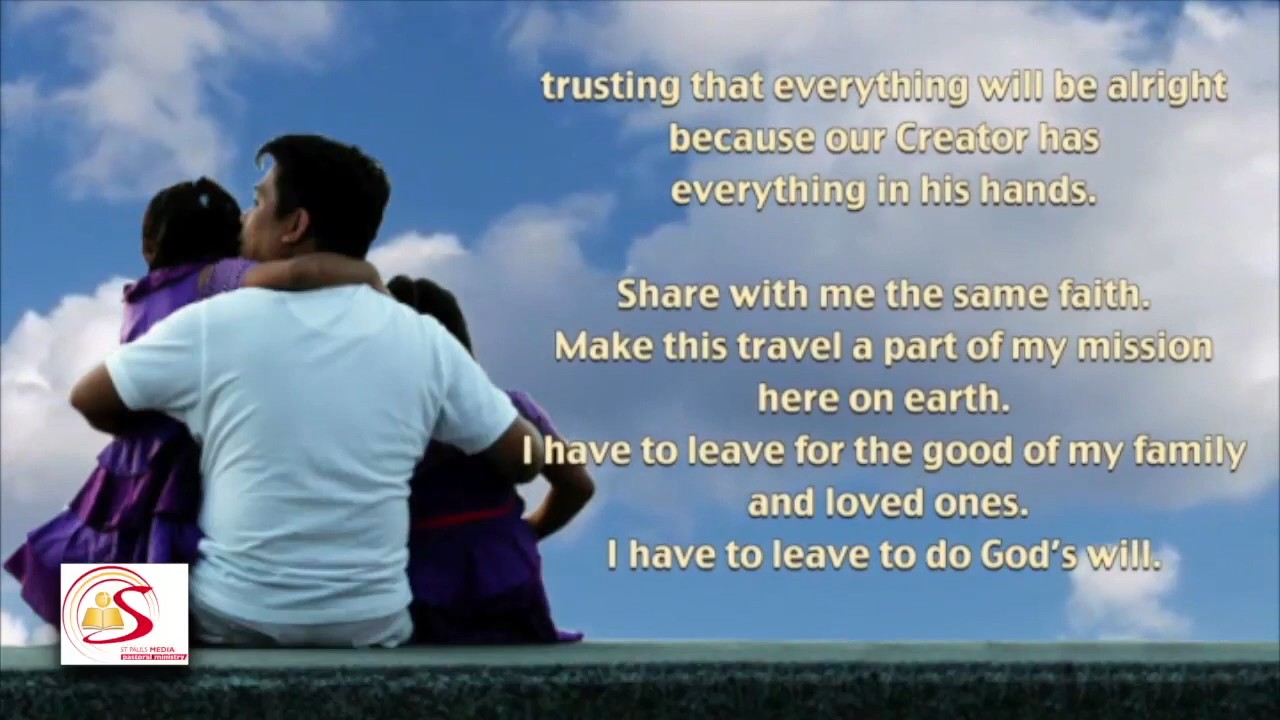 trusting that everything will be alright
because our Creator has
everything in his hands.
Share with me the same faith.
Make this travel a part of my mission
here on earth.
I have to leave for the good of my family
and loved ones.
I have to leave to do God's will.
S
ST PAULS MEDIA
pastoral ministry